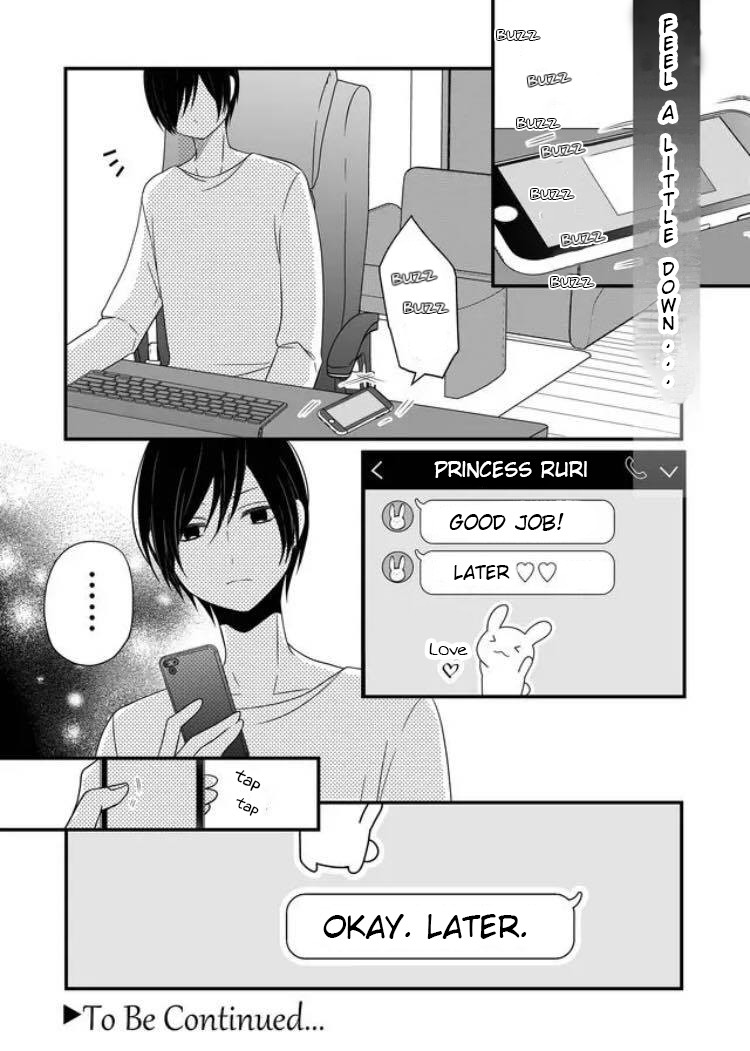 FEEL A LITTLE DOWN...
BUZZ
BUZZ
BUZZ
BUZZ
BUZZ
BUZZ
BUZZ
BUZZ
BUZZ
PRINCESS RURI
GOOD JOB!
LATER ♡♡
Love
♡
......
tap
tap
OKAY. LATER.
▶To Be Continued...